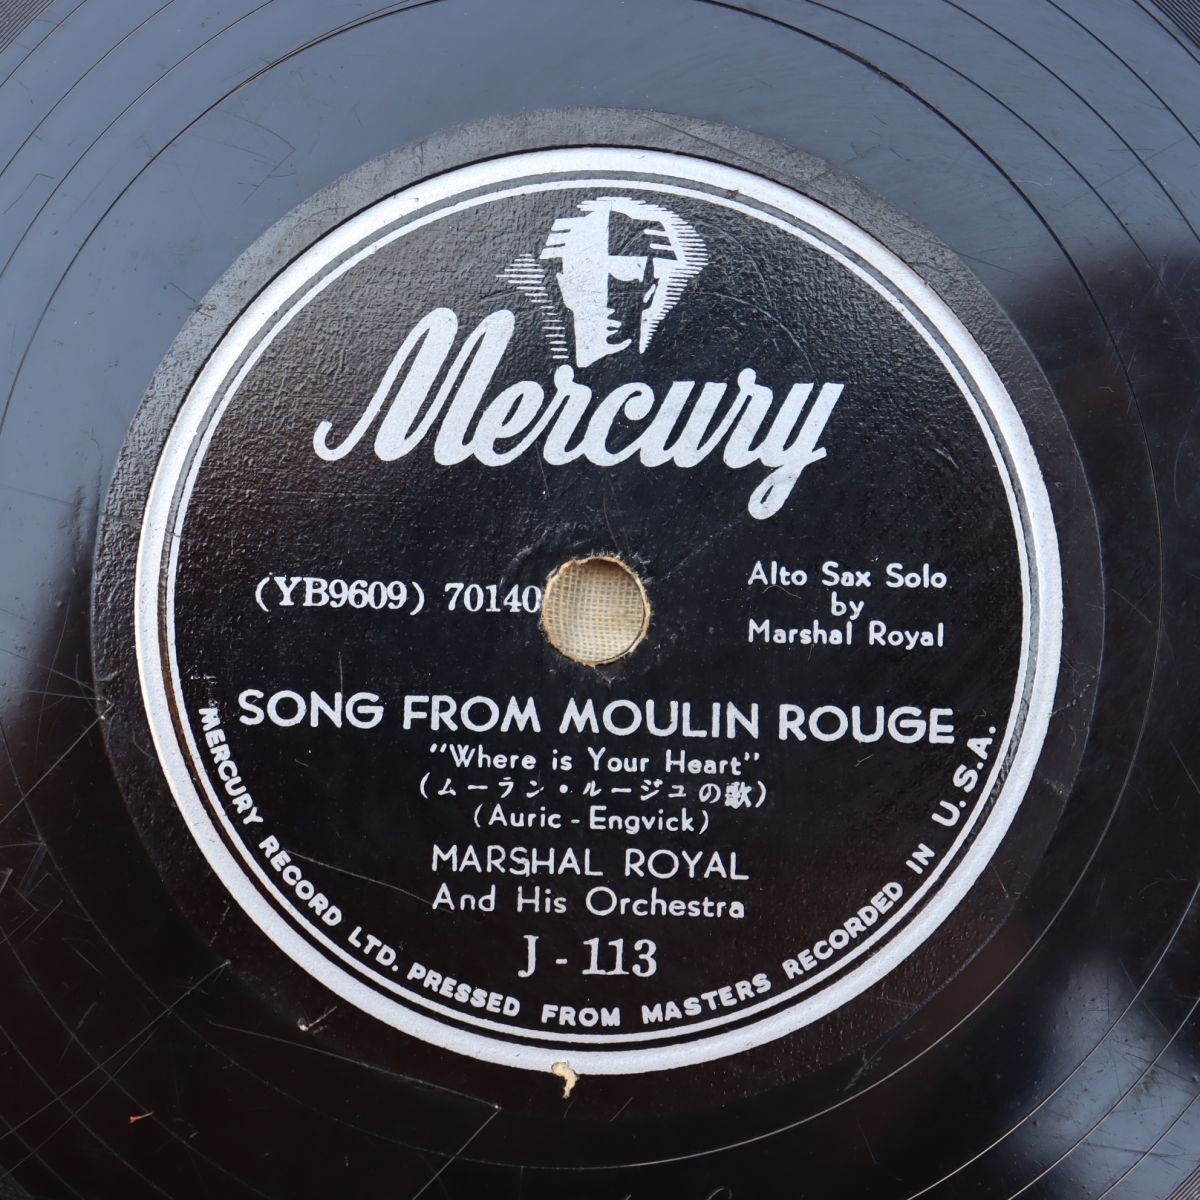 Mercury
(YB9609) 70140
Alto Sax Solo
by
Marshal Royal
SONG FROM MOULIN ROUGE
"Where is Your Heart"
(ムーラン・ルージュの歌)
(Auric - Engvick)
MARSHAL ROYAL
And His Orchestra
J - 113
MERCURY RECORD LTD. PRESSED FROM MASTERS RECORDED IN U.S.A.